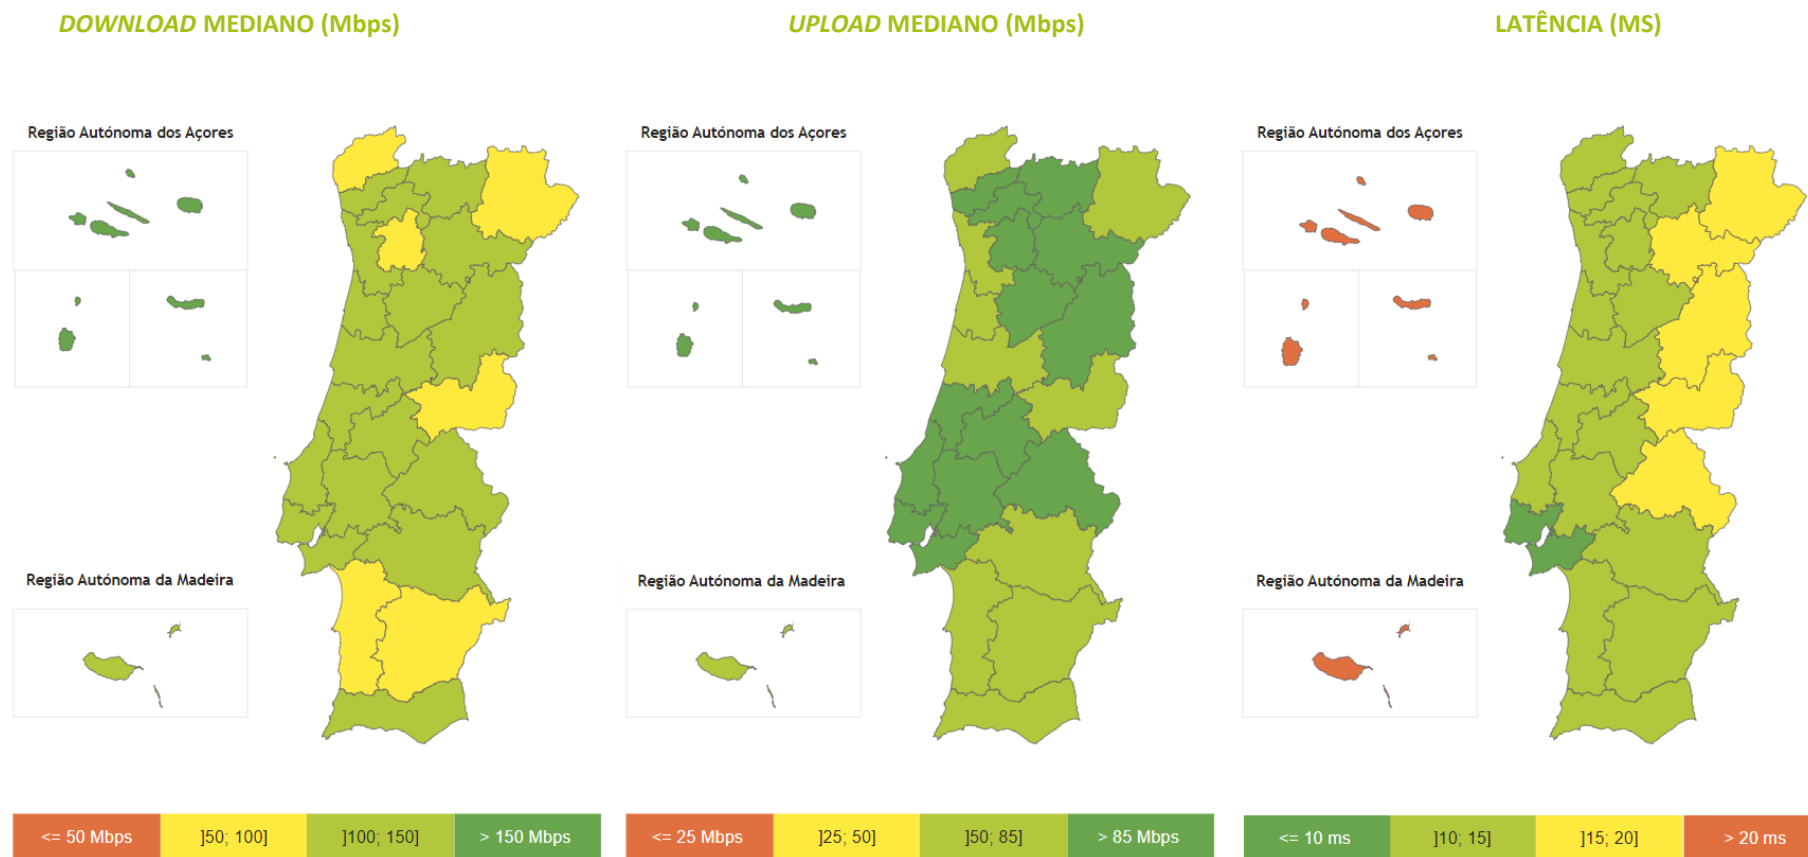 DOWNLOAD MEDIANO (Mbps)
UPLOAD MEDIANO (Mbps)
LATÊNCIA (MS)
Região Autónoma dos Açores
Região Autónoma dos Açores
Região Autónoma dos Açores
Região Autónoma da Madeira
Região Autónoma da Madeira
Região Autónoma da Madeira
<= 50 Mbps
]50; 100]
]100; 150]
> 150 Mbps
<= 25 Mbps
]25; 50]
]50; 85]
> 85 Mbps
<= 10 ms
]10; 15]
]15; 20]
> 20 ms